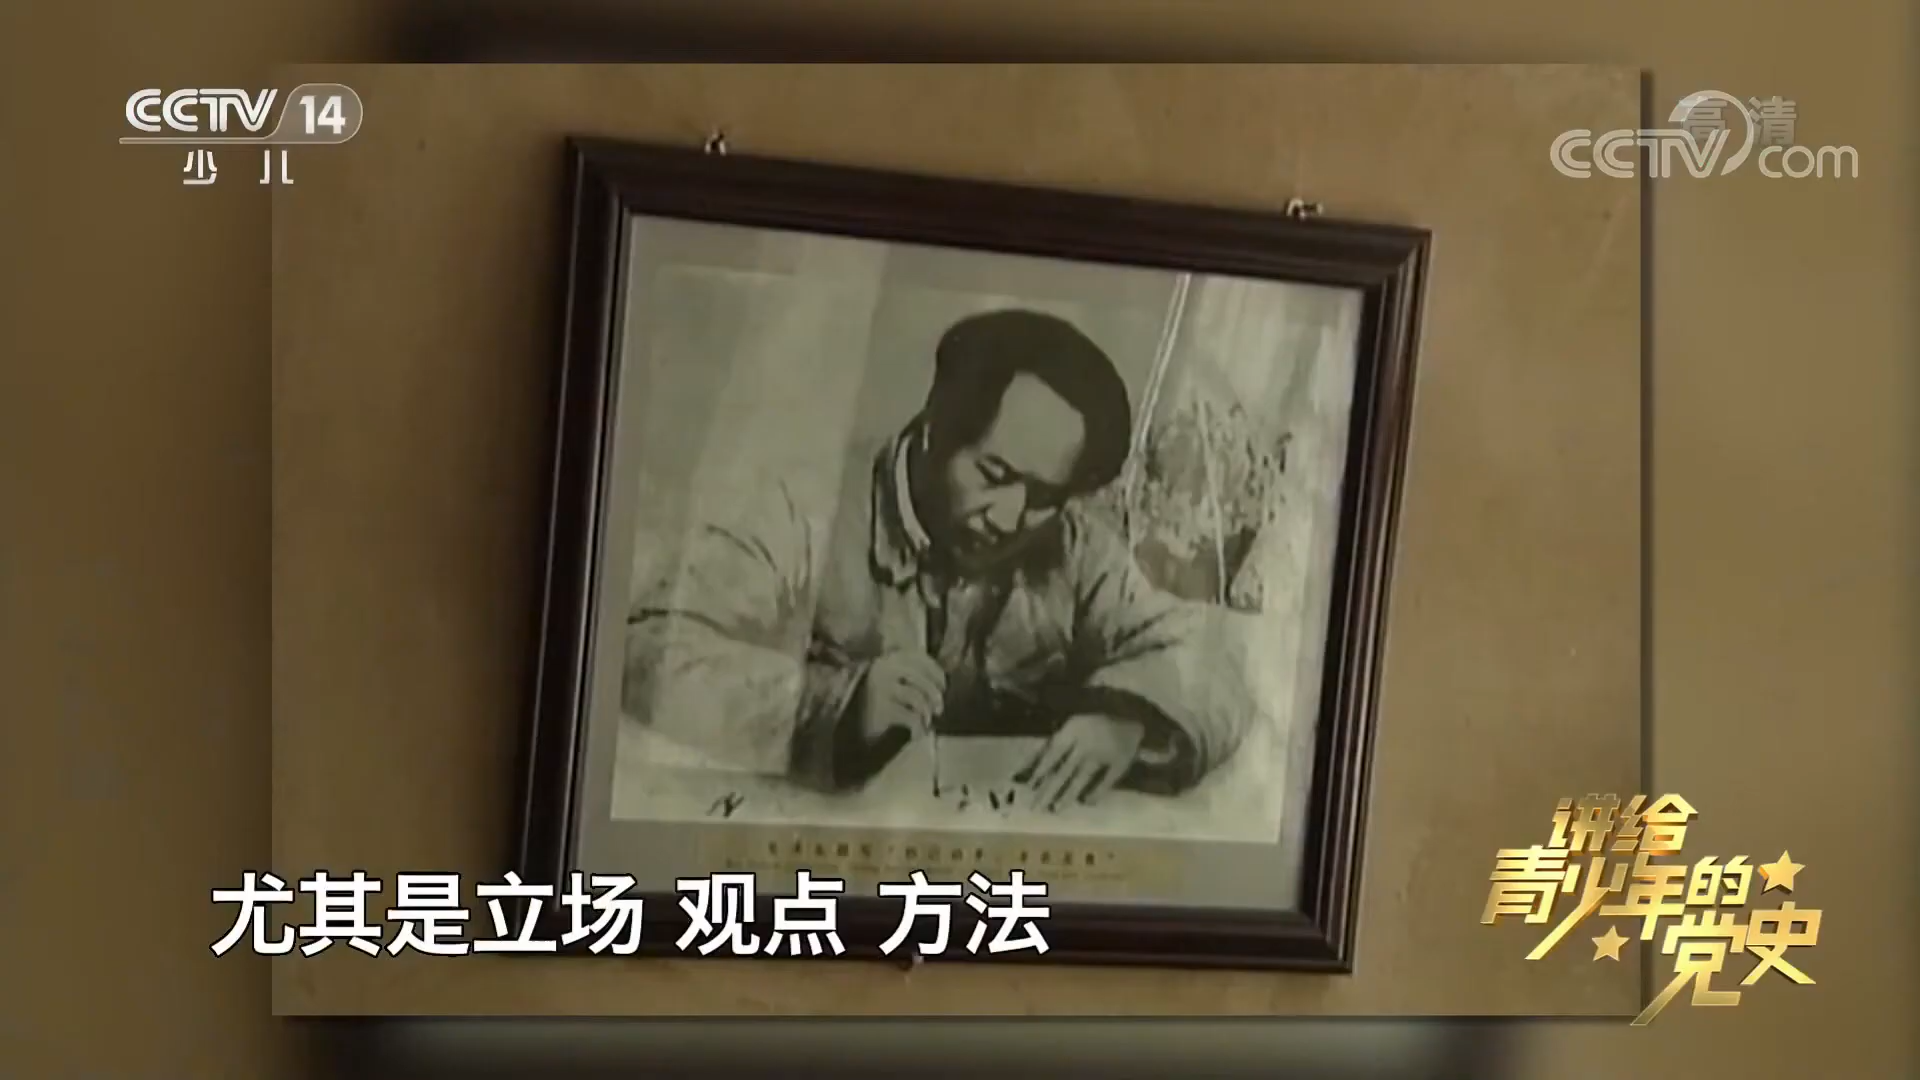 CCTV 14
少儿
高清
CCTV com
尤其是立场 观点 方法
讲给
青少年的
党史